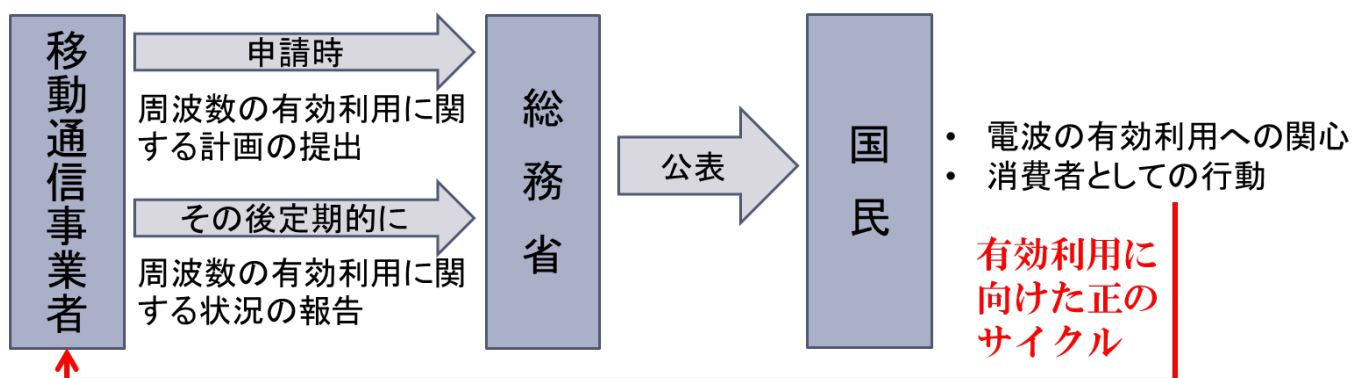 移動通信事業者
申請時
周波数の有効利用に関
する計画の提出
その後定期的に
周波数の有効利用に関
する状況の報告
総務省
公表
国民
• 電波の有効利用への関心
• 消費者としての行動
有効利用に
向けた正の
サイクル